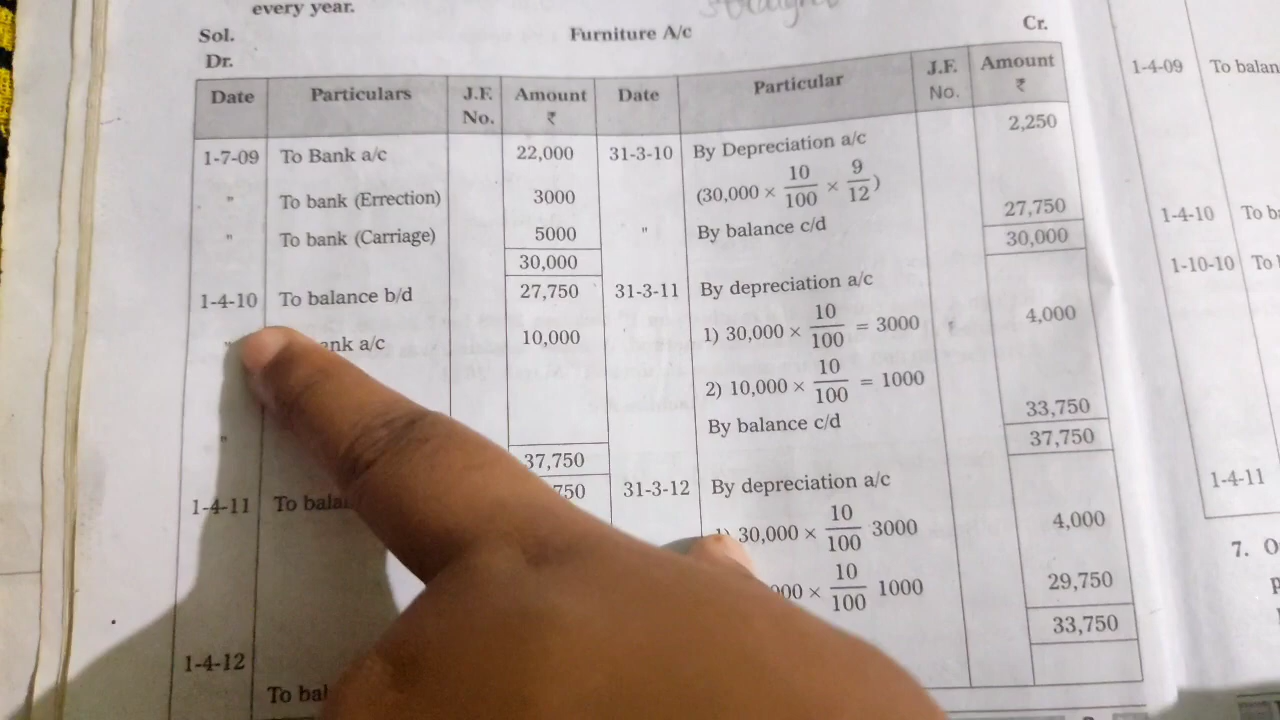 every year.
Sol. Furniture A/c Cr.
Dr.
Date Particulars J.F. No. Amount ₹ Date Particular J.F. No. Amount ₹
1-7-09 To Bank a/c 22,000 31-3-10 By Depreciation a/c 2,250
" To bank (Errection) 3000 (30,000 × 10/100 × 9/12)
" To bank (Carriage) 5000 " By balance c/d 27,750
30,000 30,000
1-4-10 To balance b/d 27,750 31-3-11 By depreciation a/c
" a/c 10,000 1) 30,000 × 10/100 = 3000 4,000
2) 10,000 × 10/100 = 1000
" By balance c/d 33,750
37,750 37,750
1-4-11 To 31-3-12 By depreciation a/c
30,000 × 10/100 3000 4,000
× 10/100 1000 29,750
33,750
1-4-12
To
1-4-09 To
1-4-10 To
1-10-10 To
1-4-11
7.